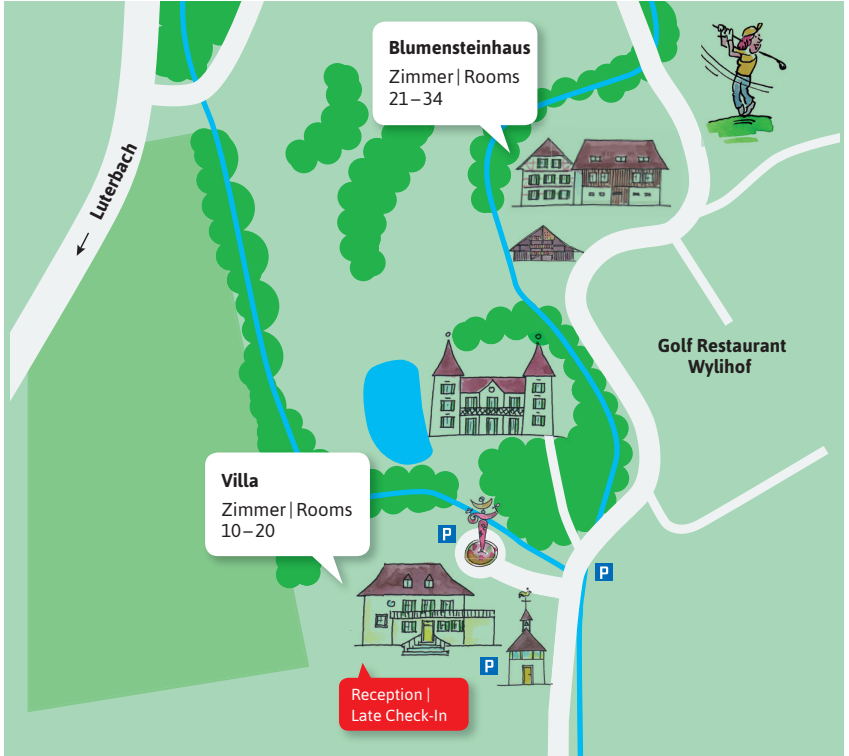 Blumensteinhaus
Zimmer | Rooms
21–34
← Luterbach
Golf Restaurant
Wylihof
Villa
Zimmer | Rooms
10–20
P
P
P
Reception |
Late Check-In